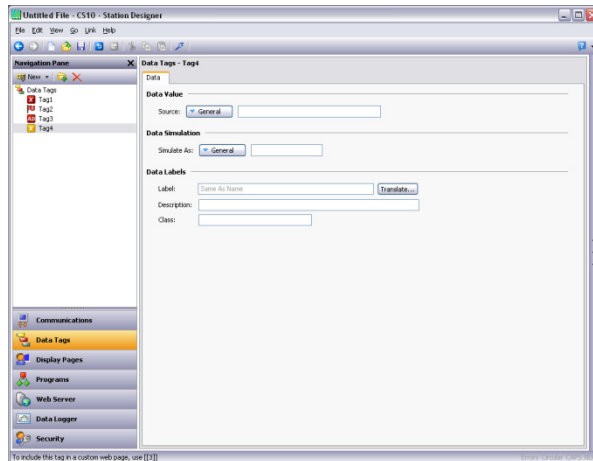 Untitled File - CS10 - Station Designer
File Edit View Go Link Help
Navigation Pane
Data Tags - Tag4
New
Data
Data Tags
Tag1
Tag2
Tag3
Tag4
Data Value
Source: General
Data Simulation
Simulate As: General
Data Labels
Label: Same As Name Translate...
Description:
Class:
Communications
Data Tags
Display Pages
Programs
Web Server
Data Logger
Security
To include this tag in a custom web page, use [[3]]